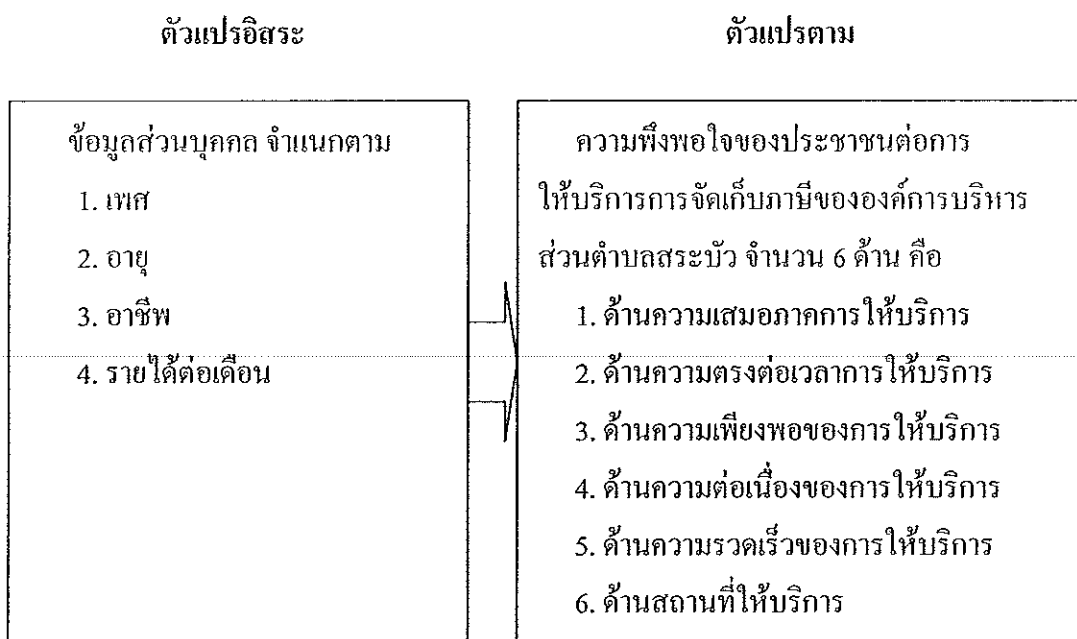 ตัวแปรอิสระ
ตัวแปรตาม
ข้อมูลส่วนบุคคล จำแนกตาม
1. เพศ
2. อายุ
3. อาชีพ
4. รายได้ต่อเดือน
ความพึงพอใจของประชาชนต่อการ
ให้บริการการจัดเก็บภาษีขององค์การบริหาร
ส่วนตำบลสระบัว จำนวน 6 ด้าน คือ
1. ด้านความเสมอภาคการให้บริการ
2. ด้านความตรงต่อเวลาการให้บริการ
3. ด้านความเพียงพอของการให้บริการ
4. ด้านความต่อเนื่องของการให้บริการ
5. ด้านความรวดเร็วของการให้บริการ
6. ด้านสถานที่ให้บริการ